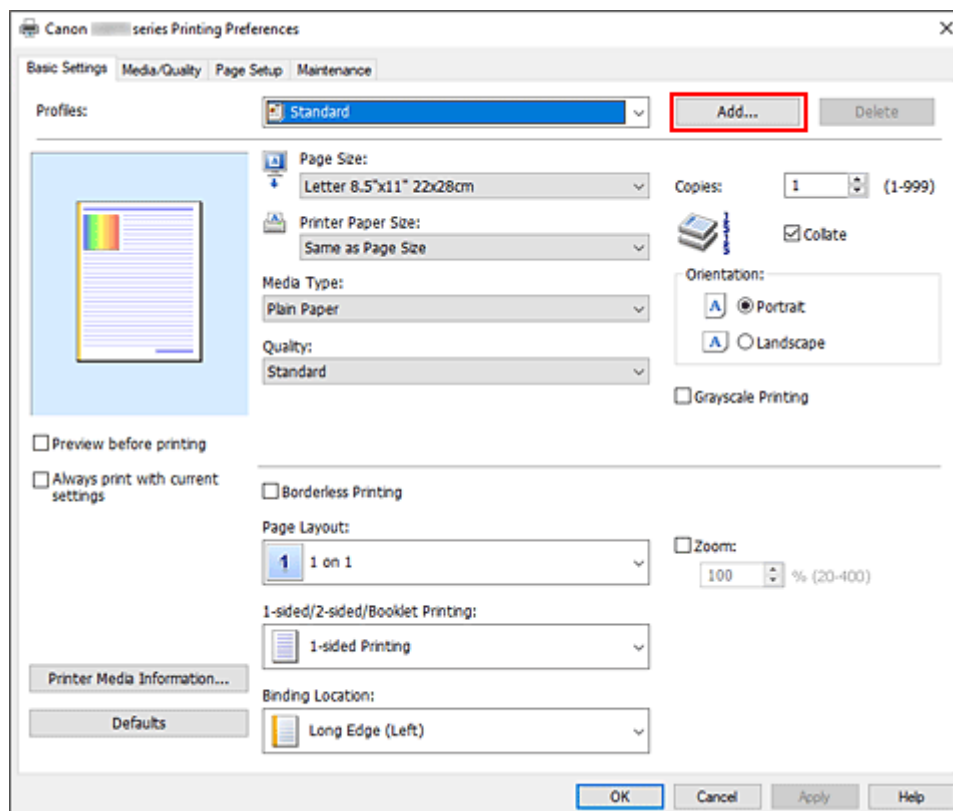 Canon series Printing Preferences
Basic Settings Media/Quality Page Setup Maintenance
Profiles: Standard Add... Delete
Page Size:
Letter 8.5"x11" 22x28cm
Copies: 1 (1-999)
Printer Paper Size:
Same as Page Size
Collate
Media Type:
Plain Paper
Orientation:
A Portrait
A Landscape
Quality:
Standard
Grayscale Printing
Preview before printing
Always print with current
settings
Borderless Printing
Page Layout:
1 1 on 1
Zoom:
100 % (20-400)
1-sided/2-sided/Booklet Printing:
1-sided Printing
Printer Media Information...
Binding Location:
Defaults
Long Edge (Left)
OK Cancel Apply Help